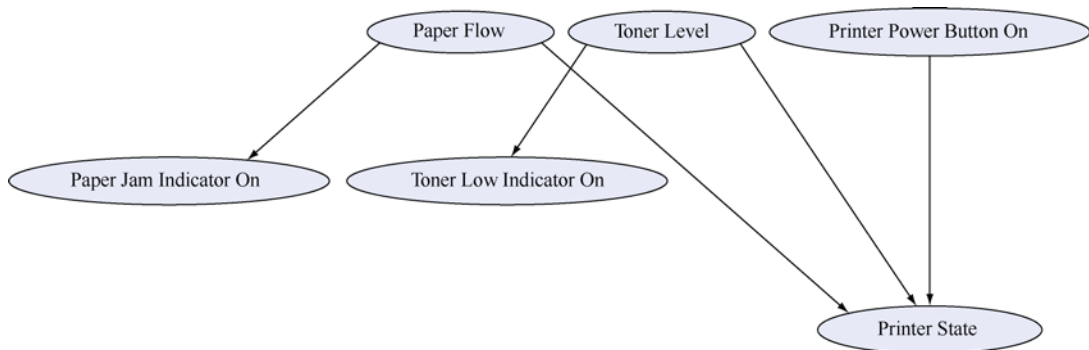 Paper Flow
Toner Level
Printer Power Button On
Paper Jam Indicator On
Toner Low Indicator On
Printer State